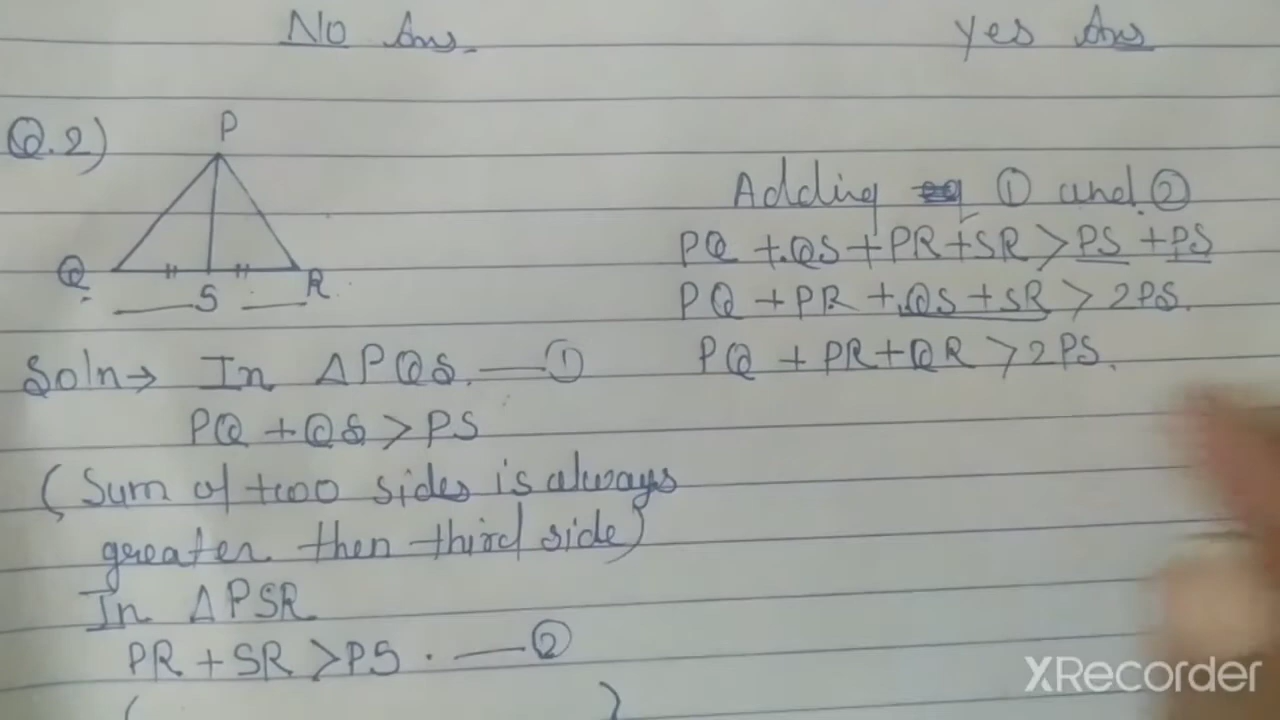 No Ans
Yes Ans
Q.2)
P
Q
S
R
Soln→ In ΔPQS. — ①
PQ + QS > PS
(Sum of two sides is always
greater then third side)
In ΔPSR
PR + SR > PS . — ②
( )
Adding ① and ②
PQ + QS + PR + SR > PS + PS
PQ + PR + QS + SR > 2PS.
PQ + PR + QR > 2PS.
XRecorder